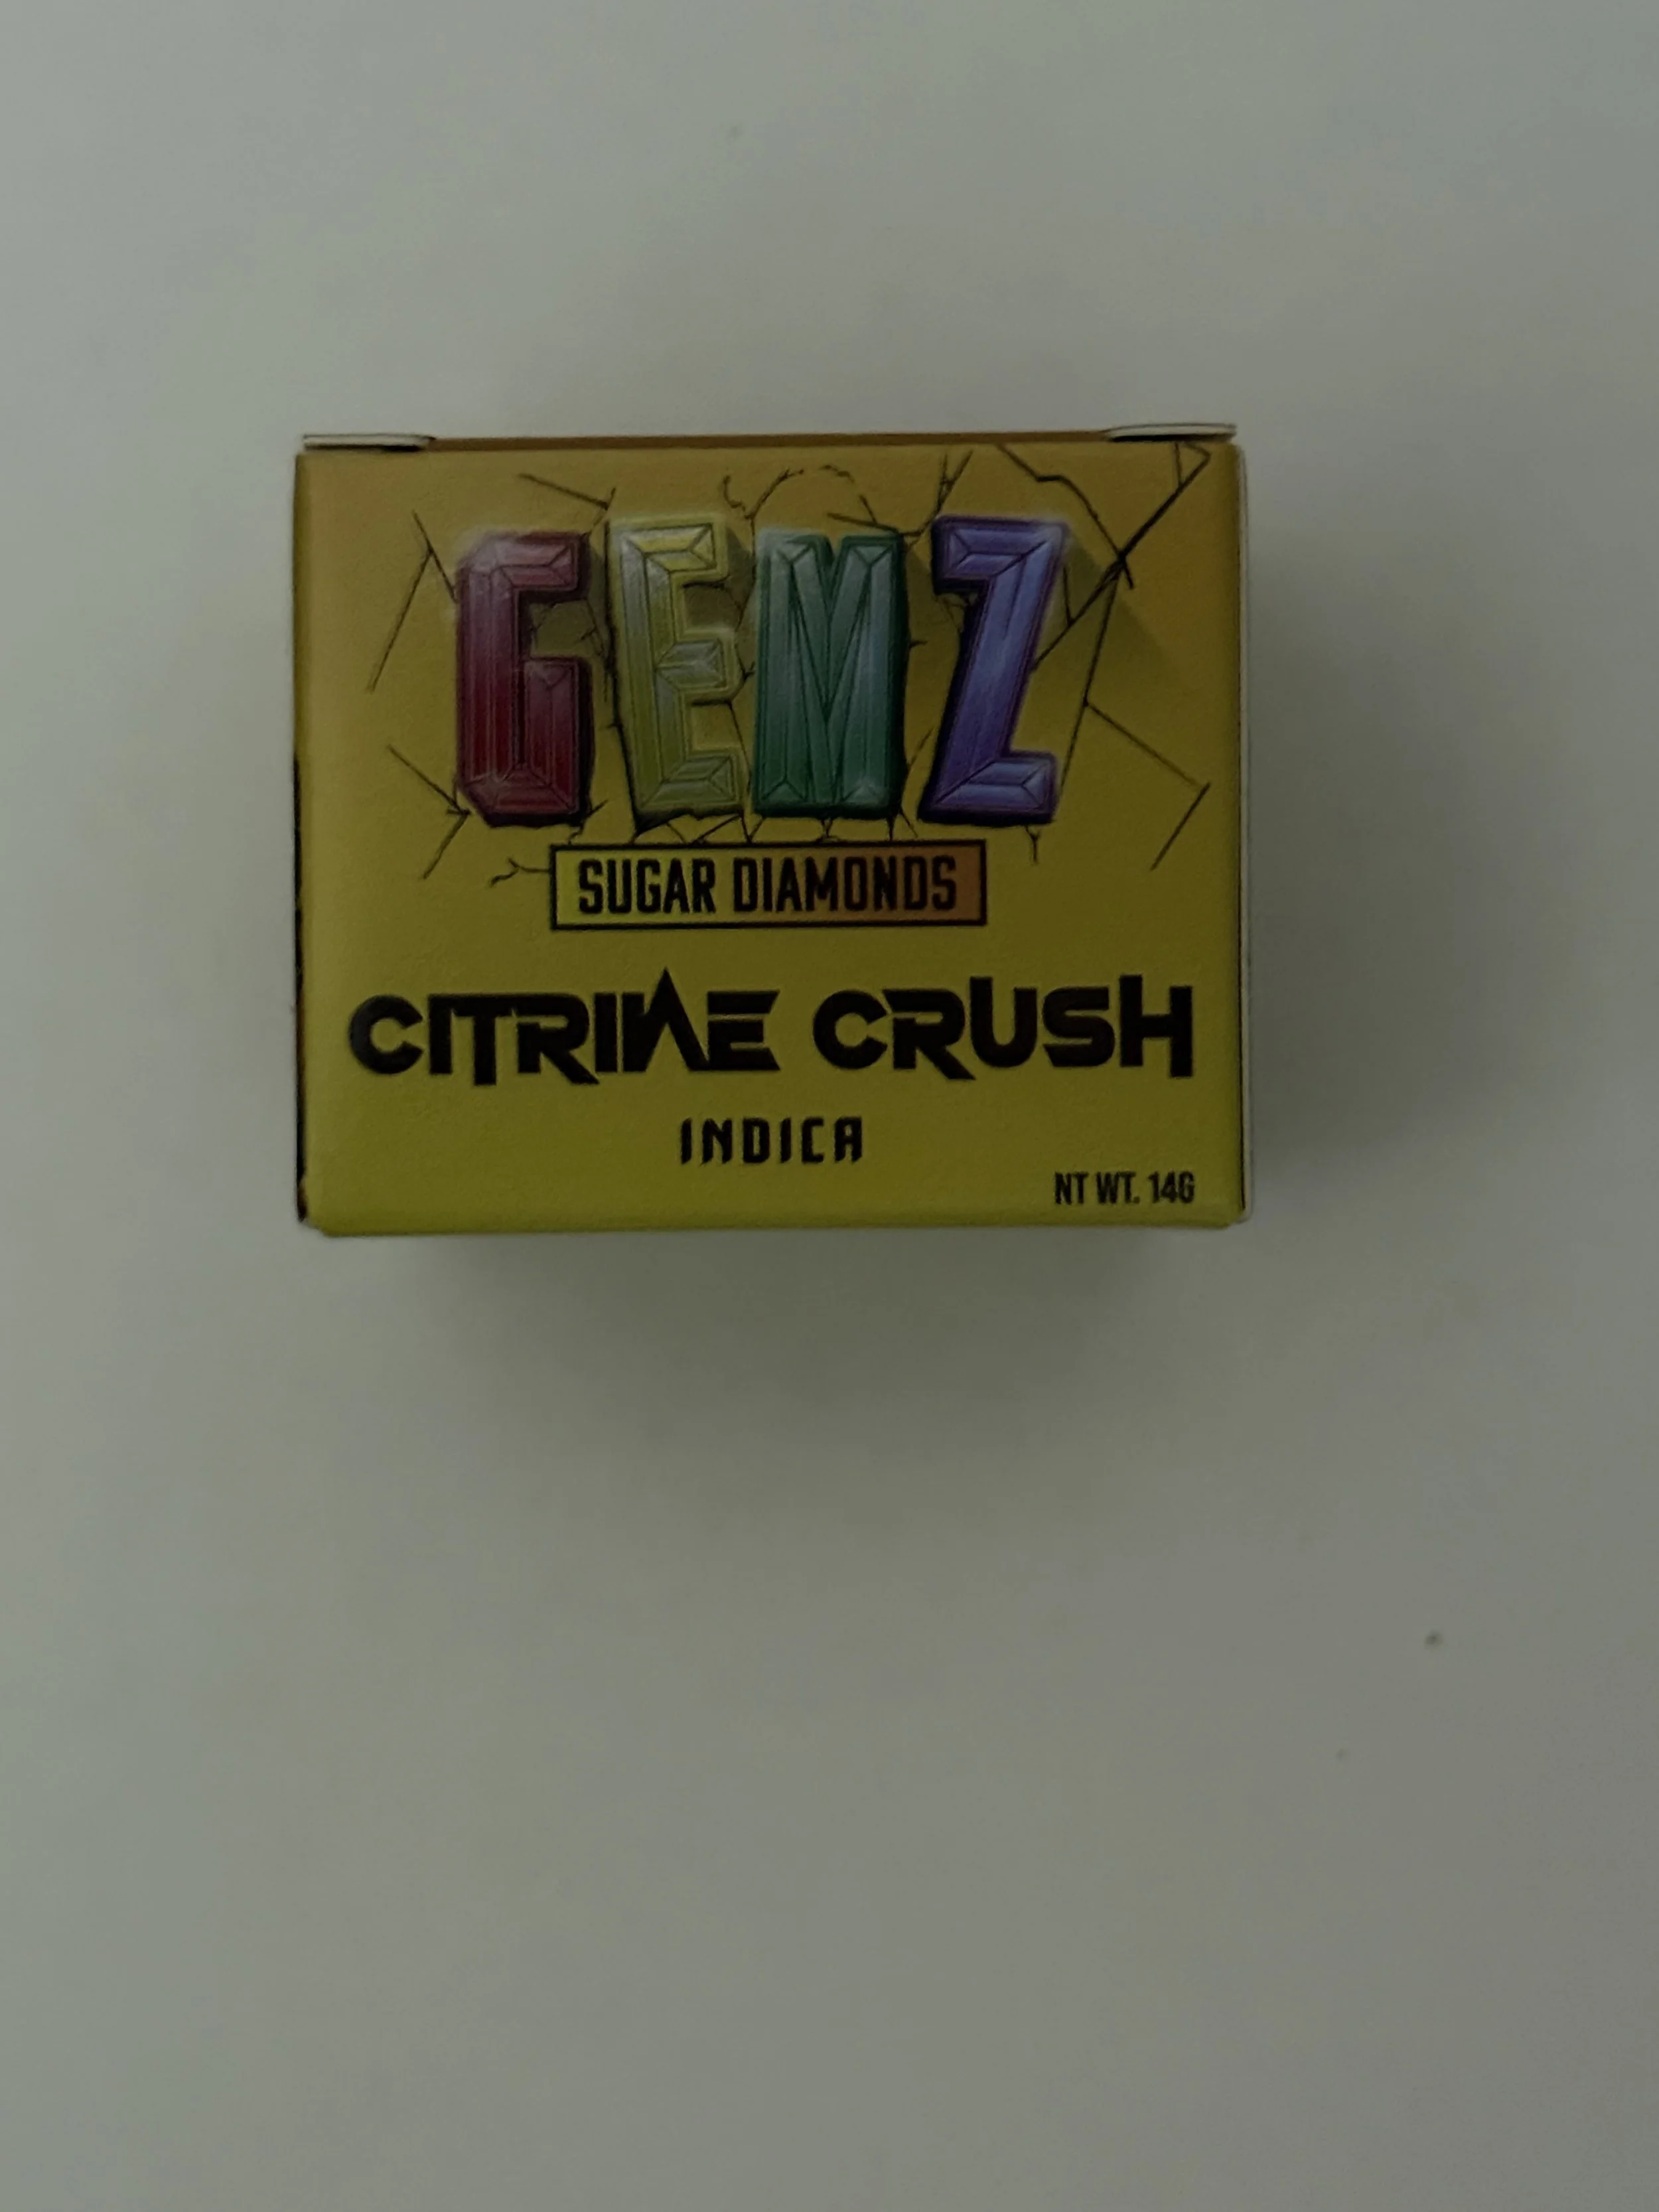 GEMZ
SUGAR DIAMONDS
CITRINE CRUSH
INDICA
NT WT. 14G